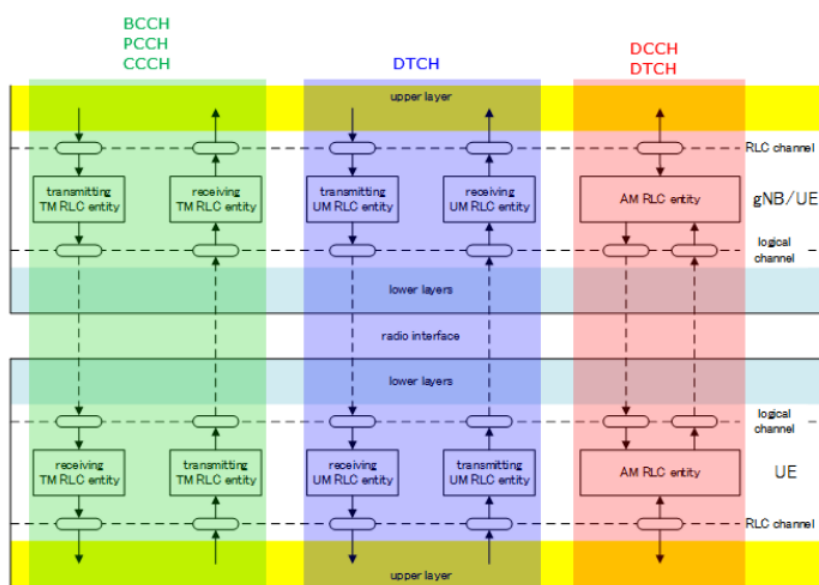 BCCH
PCCH
CCCH
DTCH
DCCH
DTCH
upper layer
RLC channel
transmitting
TM RLC entity
receiving
TM RLC entity
transmitting
UM RLC entity
receiving
UM RLC entity
AM RLC entity
gNB/UE
logical
channel
lower layers
radio interface
lower layers
logical
channel
receiving
TM RLC entity
transmitting
TM RLC entity
receiving
UM RLC entity
transmitting
UM RLC entity
AM RLC entity
UE
RLC channel
upper layer